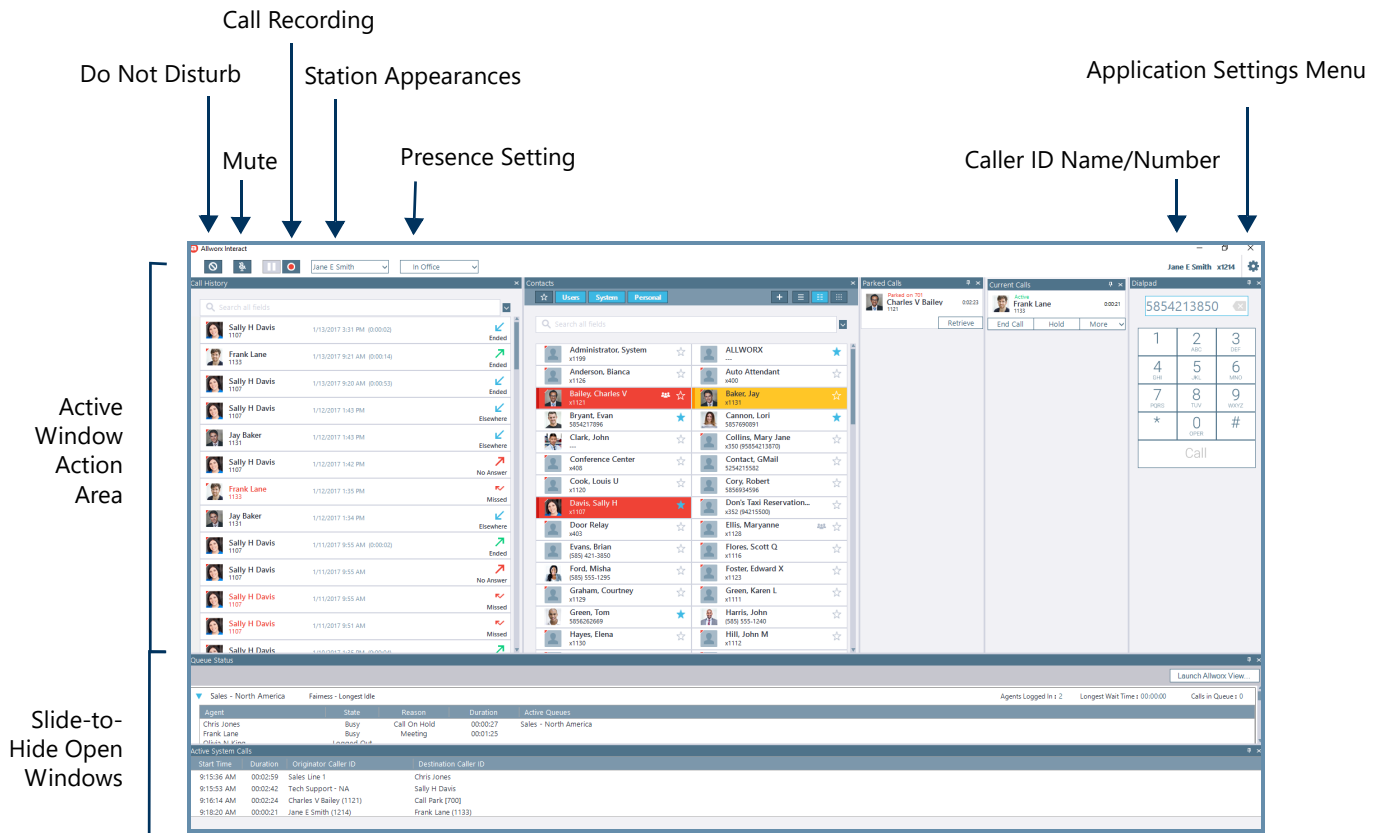 Call Recording
Do Not Disturb
Station Appearances
Application Settings Menu
Mute
Presence Setting
Caller ID Name/Number
Active
Window
Action
Area
Slide-to-
Hide Open
Windows
Allworx Interact
Jane E Smith
In Office
Jane E Smith x1214
Call History
Search all fields
Sally H Davis
1107
1/13/2017 3:31 PM (0:00:02)
Ended
Frank Lane
1133
1/13/2017 9:21 AM (0:00:14)
Ended
Sally H Davis
1107
1/13/2017 9:20 AM (0:00:53)
Ended
Sally H Davis
1107
1/12/2017 1:43 PM
Elsewhere
Jay Baker
1131
1/12/2017 1:43 PM
Elsewhere
Sally H Davis
1107
1/12/2017 1:42 PM
No Answer
Frank Lane
1133
1/12/2017 1:35 PM
Missed
Jay Baker
1131
1/12/2017 1:34 PM
Elsewhere
Sally H Davis
1107
1/11/2017 9:55 AM (0:00:02)
Ended
Sally H Davis
1107
1/11/2017 9:55 AM
No Answer
Sally H Davis
1107
1/11/2017 9:55 AM
Missed
Sally H Davis
1107
1/11/2017 9:51 AM
Missed
Sally H Davis
Contacts
Users System Personal
Search all fields
Administrator, System
x1199
ALLWORX
---
Anderson, Bianca
x1126
Auto Attendant
x400
Bailey, Charles V
x1121
Baker, Jay
x1131
Bryant, Evan
5854217896
Cannon, Lori
5857690891
Clark, John
---
Collins, Mary Jane
x350 (95854213870)
Conference Center
x408
Contact, GMail
5254215582
Cook, Louis U
x1120
Cory, Robert
5856934596
Davis, Sally H
x1107
Don's Taxi Reservation...
x352 (94215500)
Door Relay
x403
Ellis, Maryanne
x1128
Evans, Brian
(585) 421-3850
Flores, Scott Q
x1116
Ford, Misha
(585) 555-1295
Foster, Edward X
x1123
Graham, Courtney
x1129
Green, Karen L
x1111
Green, Tom
5856262669
Harris, John
(585) 555-1240
Hayes, Elena
x1130
Hill, John M
x1112
Parked Calls
Parked on 701
Charles V Bailey
1121
0:02:23
Retrieve
Current Calls
Active
Frank Lane
1133
0:00:21
End Call Hold More
Dialpad
5854213850
1 2 3
ABC DEF
4 5 6
GHI JKL MNO
7 8 9
PQRS TUV WXYZ
* 0 #
OPER
Call
Queue Status
Launch Allworx View...
Sales - North America Fairness - Longest Idle Agents Logged In : 2 Longest Wait Time : 00:00:00 Calls in Queue : 0
Agent State Reason Duration Active Queues
Chris Jones Busy Call On Hold 00:00:27 Sales - North America
Frank Lane Busy Meeting 00:01:25
Olivia N King Logged Out
Active System Calls
Start Time Duration Originator Caller ID Destination Caller ID
9:15:36 AM 00:02:59 Sales Line 1 Chris Jones
9:15:53 AM 00:02:42 Tech Support - NA Sally H Davis
9:16:14 AM 00:02:24 Charles V Bailey (1121) Call Park [700]
9:18:20 AM 00:00:21 Jane E Smith (1214) Frank Lane (1133)